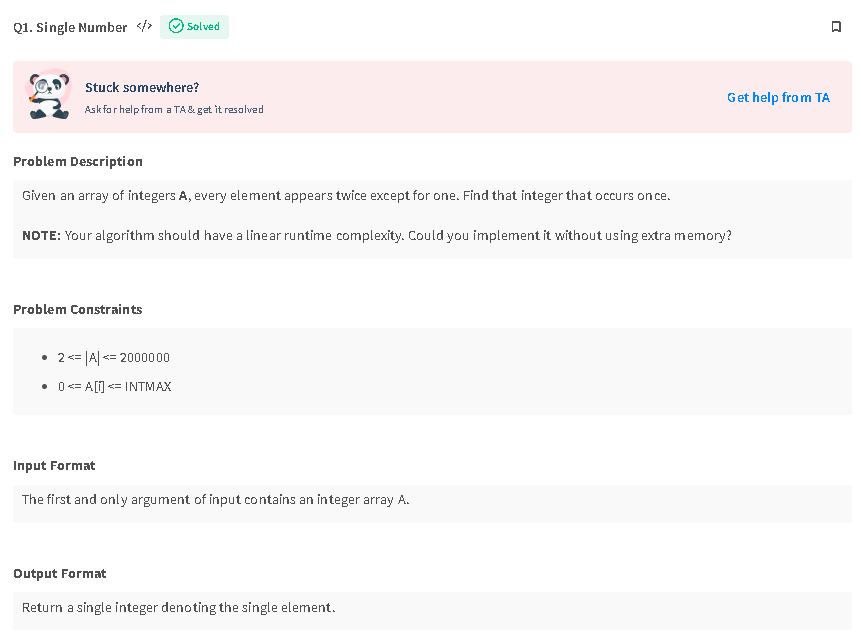 Q1. Single Number </> Solved
Stuck somewhere?
Ask for help from a TA & get it resolved
Get help from TA
Problem Description
Given an array of integers A, every element appears twice except for one. Find that integer that occurs once.
NOTE: Your algorithm should have a linear runtime complexity. Could you implement it without using extra memory?
Problem Constraints
• 2 <= |A| <= 2000000
• 0 <= A[i] <= INTMAX
Input Format
The first and only argument of input contains an integer array A.
Output Format
Return a single integer denoting the single element.